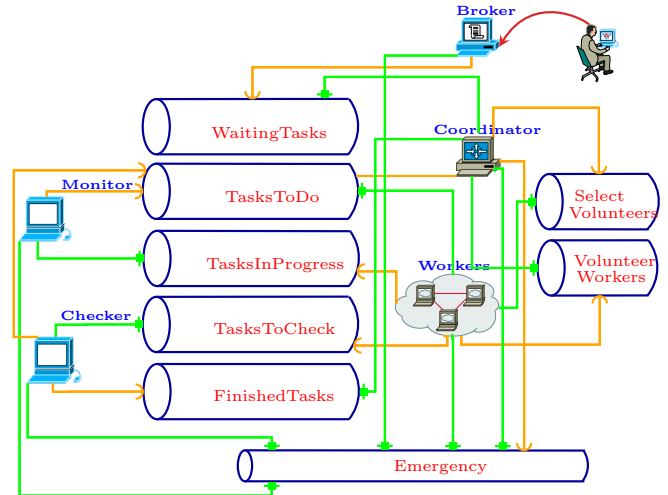 Broker
WaitingTasks
Coordinator
Monitor
TasksToDo
Select
Volunteers
TasksInProgress
Workers
Volunteer
Workers
Checker
TasksToCheck
FinishedTasks
Emergency